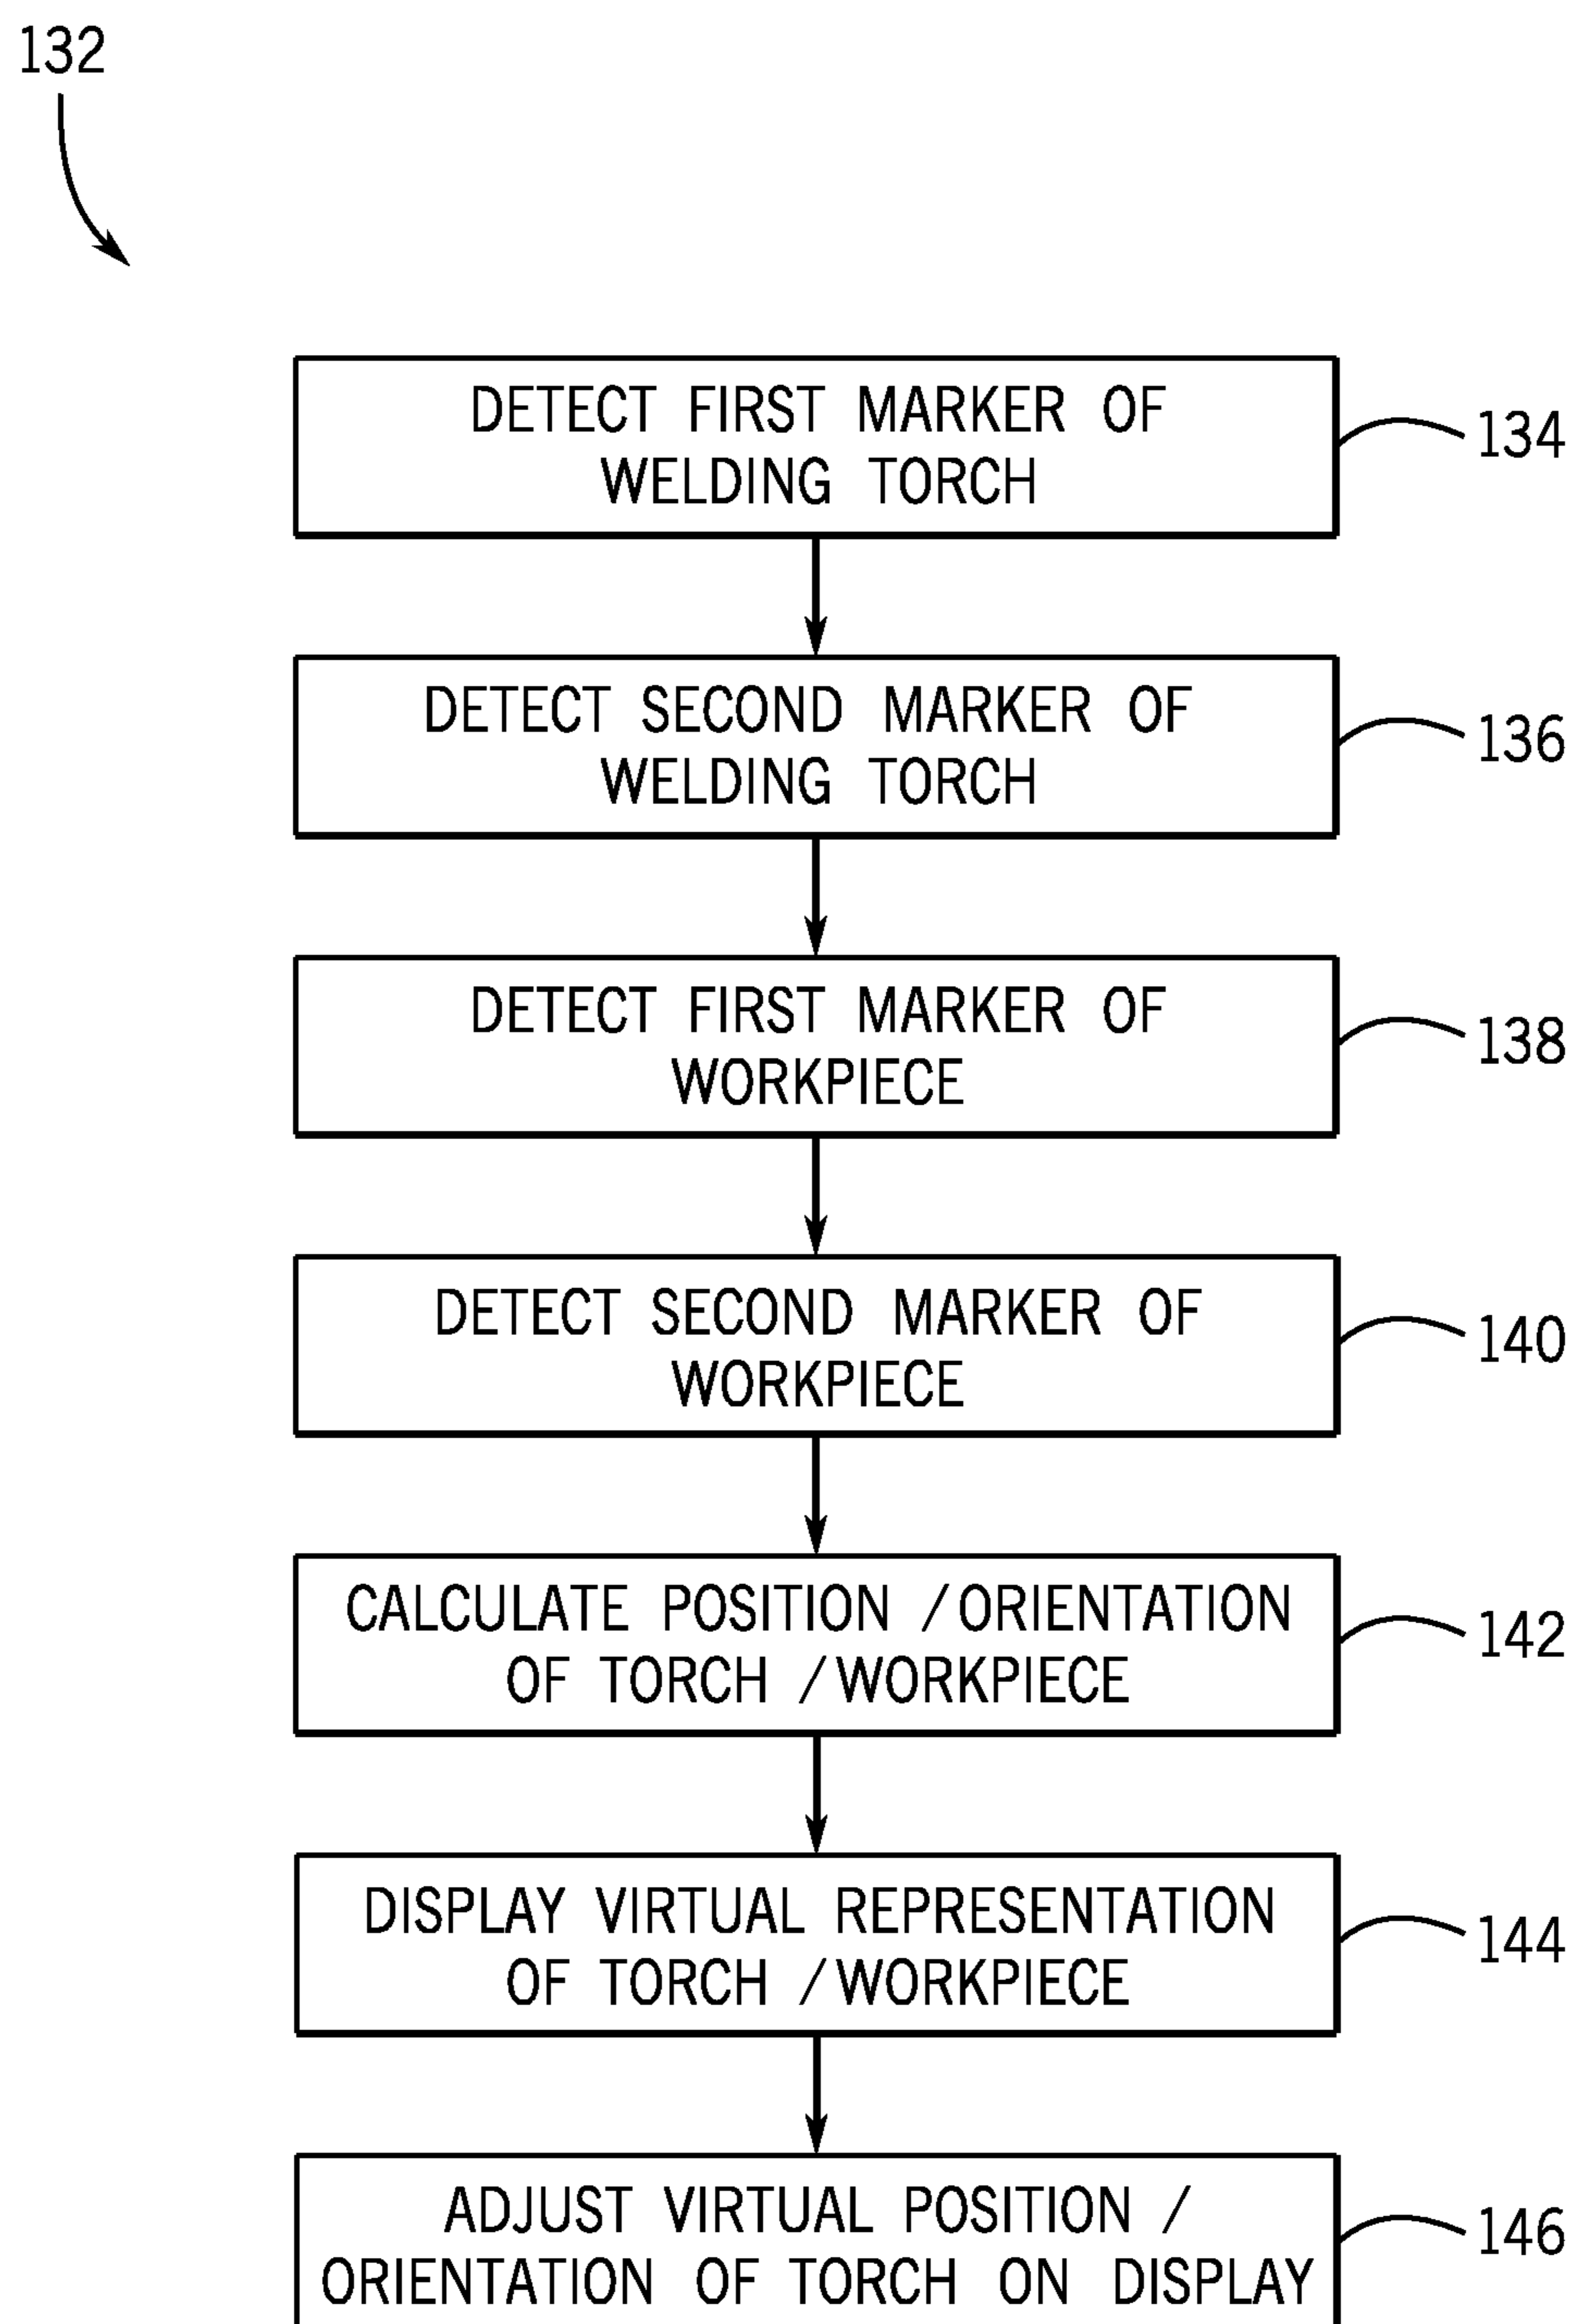 132
DETECT FIRST MARKER OF
WELDING TORCH
134
DETECT SECOND MARKER OF
WELDING TORCH
136
DETECT FIRST MARKER OF
WORKPIECE
138
DETECT SECOND MARKER OF
WORKPIECE
140
CALCULATE POSITION /ORIENTATION
OF TORCH /WORKPIECE
142
DISPLAY VIRTUAL REPRESENTATION
OF TORCH /WORKPIECE
144
ADJUST VIRTUAL POSITION /
ORIENTATION OF TORCH ON DISPLAY
146